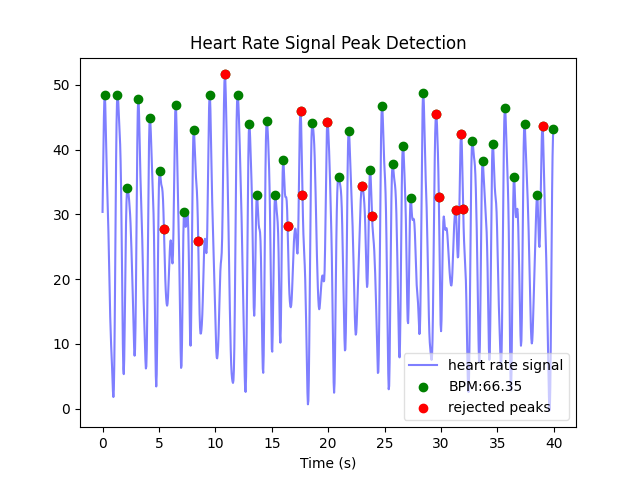 Heart Rate Signal Peak Detection
50
40
30
20
10
0
heart rate signal
BPM:66.35
rejected peaks
0 5 10 15 20 25 30 35 40
Time (s)